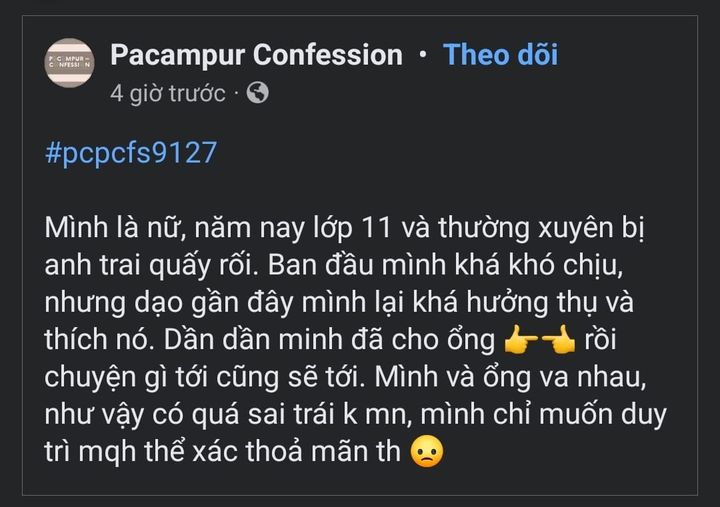 Pacampur Confession · Theo dõi
4 giờ trước ·
#pcpcfs9127
Mình là nữ, năm nay lớp 11 và thường xuyên bị
anh trai quấy rối. Ban đầu mình khá khó chịu,
nhưng dạo gần đây mình lại khá hưởng thụ và
thích nó. Dần dần minh đã cho ổng 👉👈 rồi
chuyện gì tới cũng sẽ tới. Mình và ổng va nhau,
như vậy có quá sai trái k mn, mình chỉ muốn duy
trì mqh thể xác thoả mãn th 🙁